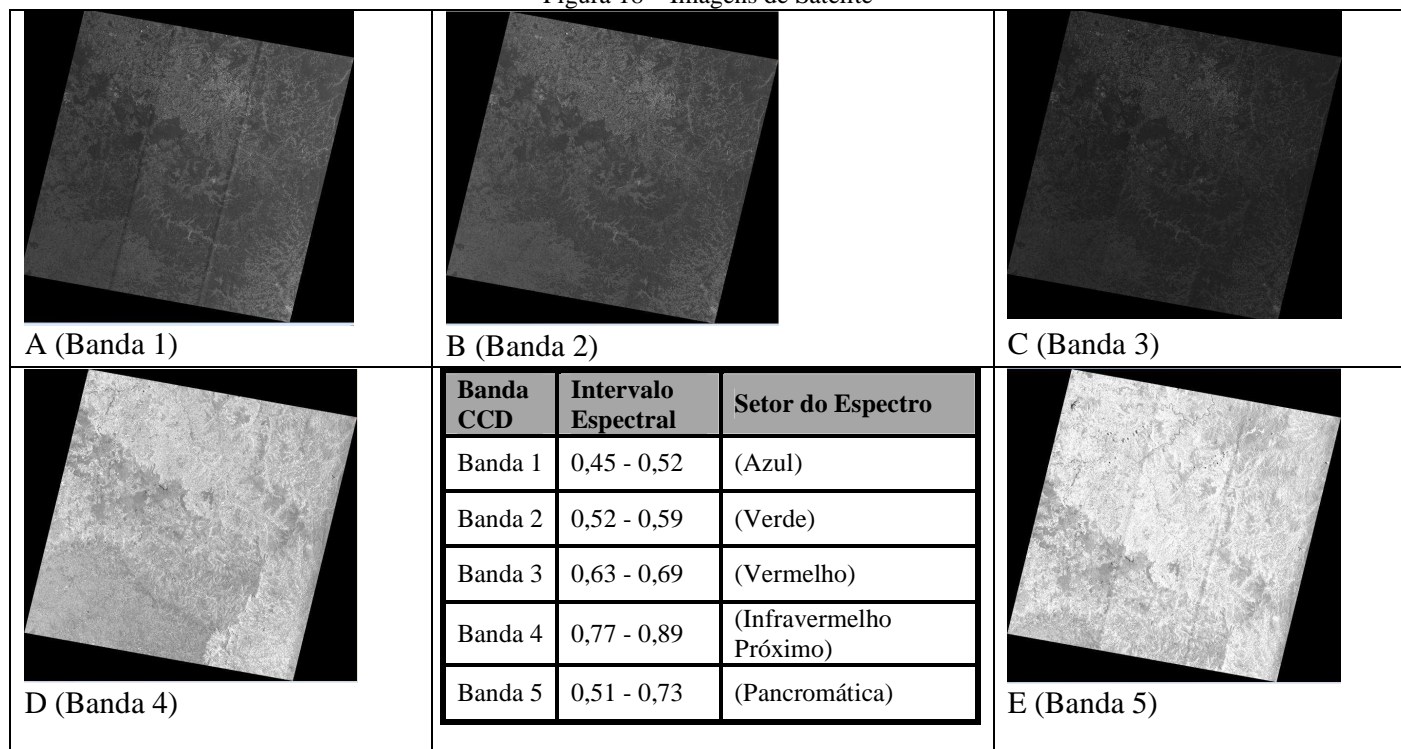 Figura 18 – Imagens de Satélite
A (Banda 1)
B (Banda 2)
C (Banda 3)
Banda CCD Intervalo Espectral Setor do Espectro
Banda 1 0,45 - 0,52 (Azul)
Banda 2 0,52 - 0,59 (Verde)
Banda 3 0,63 - 0,69 (Vermelho)
Banda 4 0,77 - 0,89 (Infravermelho Próximo)
Banda 5 0,51 - 0,73 (Pancromática)
D (Banda 4)
E (Banda 5)